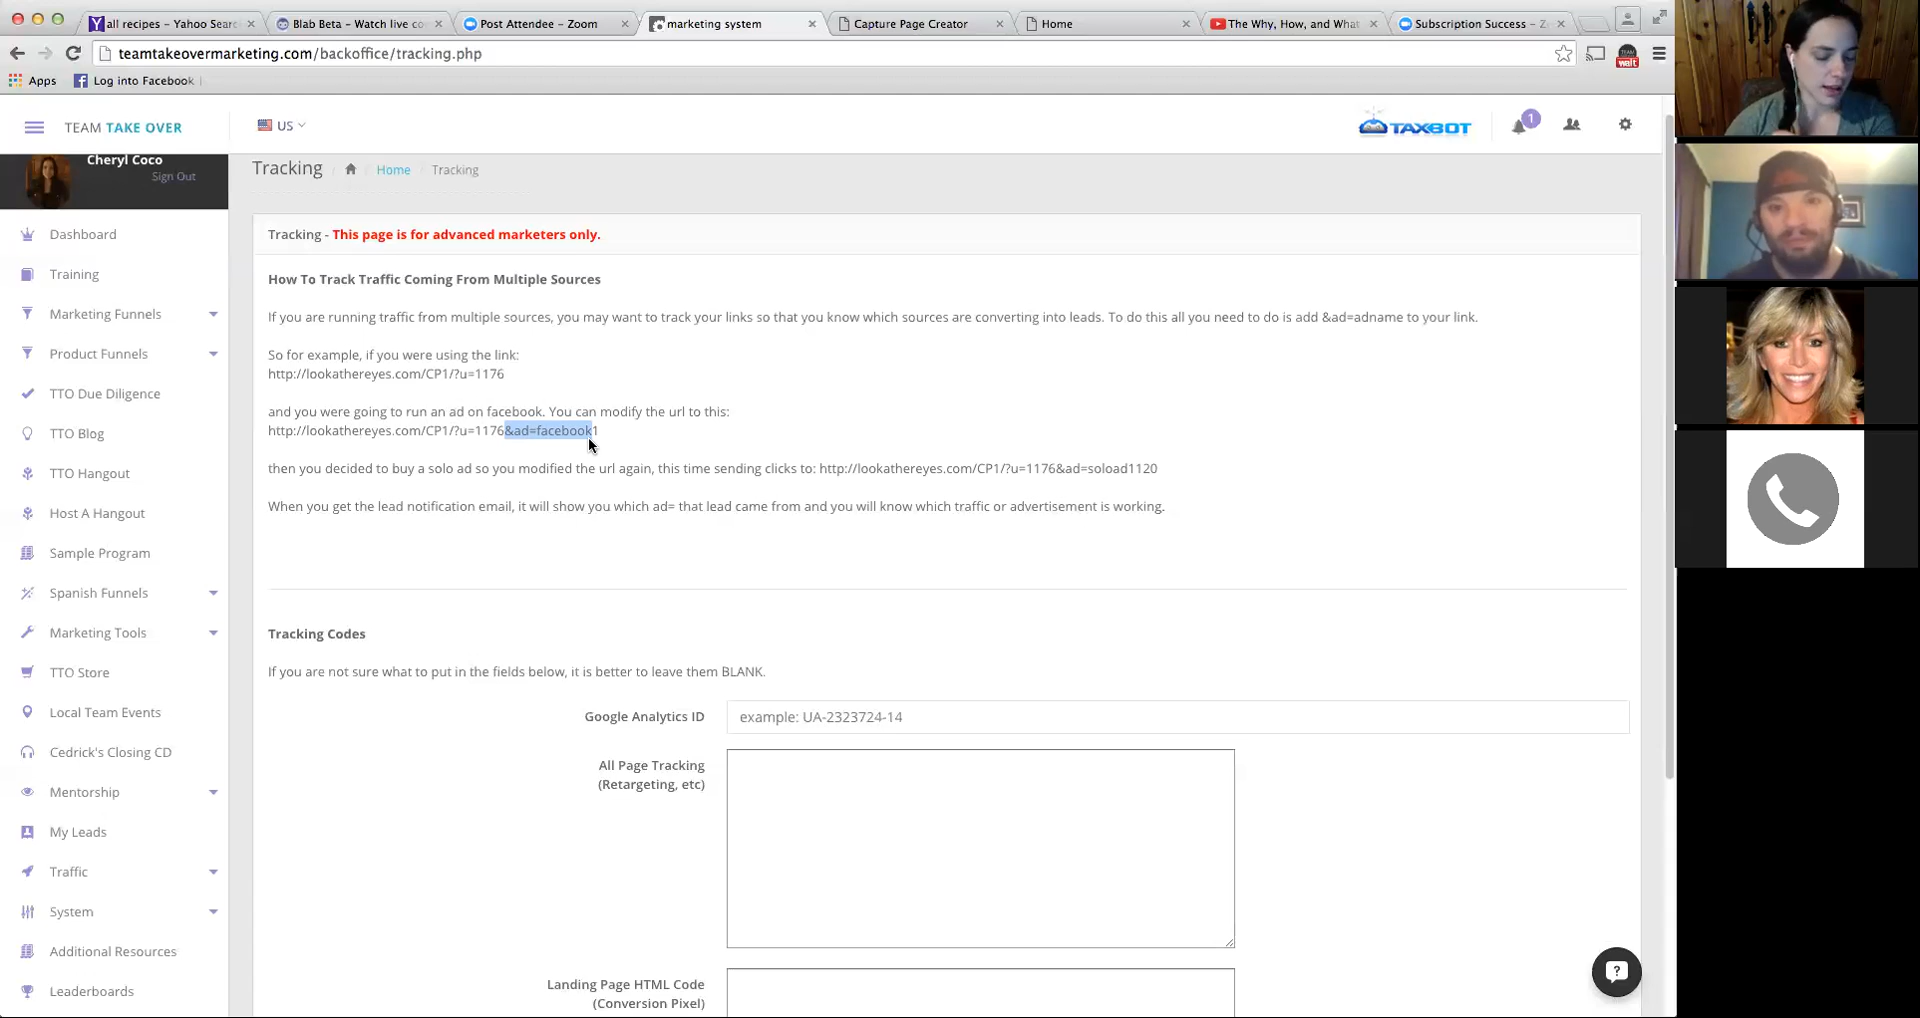 all recipes – Yahoo Searc
Blab Beta – Watch live co
Post Attendee – Zoom
marketing system
Capture Page Creator
Home
The Why, How, and What
Subscription Success – Z
teamtakeovermarketing.com/backoffice/tracking.php
Apps
Log into Facebook
TEAM TAKE OVER
US
TAXBOT
1
walt
Cheryl Coco
Sign Out
Dashboard
Training
Marketing Funnels
Product Funnels
TTO Due Diligence
TTO Blog
TTO Hangout
Host A Hangout
Sample Program
Spanish Funnels
Marketing Tools
TTO Store
Local Team Events
Cedrick's Closing CD
Mentorship
My Leads
Traffic
System
Additional Resources
Leaderboards
Tracking
Home
Tracking
Tracking - This page is for advanced marketers only.
How To Track Traffic Coming From Multiple Sources
If you are running traffic from multiple sources, you may want to track your links so that you know which sources are converting into leads. To do this all you need to do is add &ad=adname to your link.
So for example, if you were using the link:
http://lookathereyes.com/CP1/?u=1176
and you were going to run an ad on facebook. You can modify the url to this:
http://lookathereyes.com/CP1/?u=1176&ad=facebook1
then you decided to buy a solo ad so you modified the url again, this time sending clicks to: http://lookathereyes.com/CP1/?u=1176&ad=soload1120
When you get the lead notification email, it will show you which ad= that lead came from and you will know which traffic or advertisement is working.
Tracking Codes
If you are not sure what to put in the fields below, it is better to leave them BLANK.
Google Analytics ID
example: UA-2323724-14
All Page Tracking
(Retargeting, etc)
Landing Page HTML Code
(Conversion Pixel)